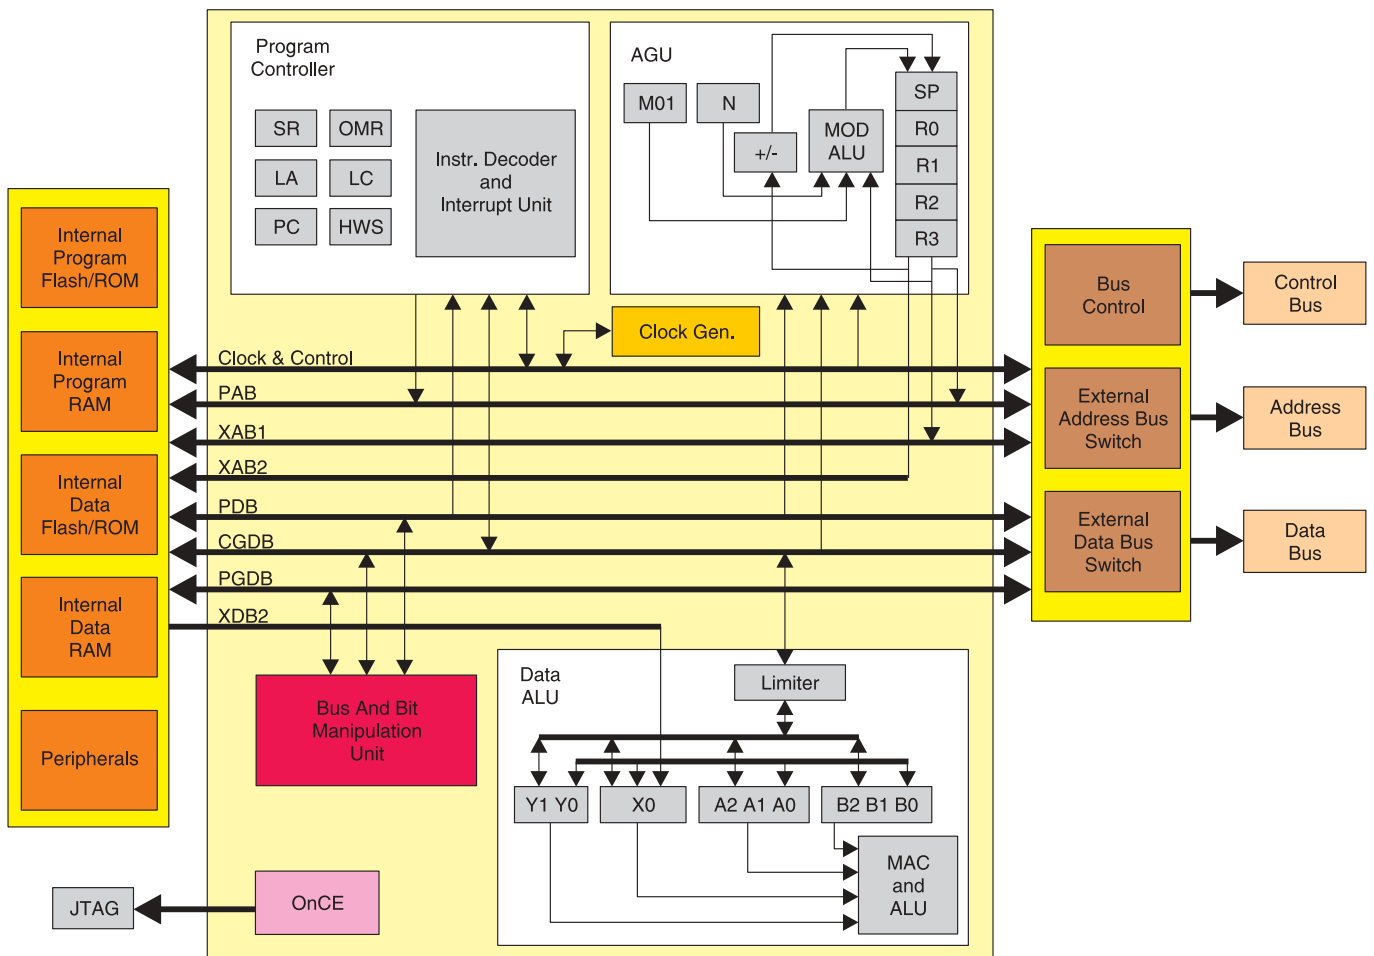 Program
Controller
SR
OMR
LA
LC
PC
HWS
Instr. Decoder
and
Interrupt Unit
AGU
M01
N
+/-
MOD
ALU
SP
R0
R1
R2
R3
Clock Gen.
Internal
Program
Flash/ROM
Internal
Program
RAM
Internal
Data
Flash/ROM
Internal
Data
RAM
Peripherals
Clock & Control
PAB
XAB1
XAB2
PDB
CGDB
PGDB
XDB2
Bus
Control
External
Address Bus
Switch
External
Data Bus
Switch
Control
Bus
Address
Bus
Data
Bus
Bus And Bit
Manipulation
Unit
Data
ALU
Limiter
Y1 Y0
X0
A2 A1 A0
B2 B1 B0
MAC
and
ALU
JTAG
OnCE